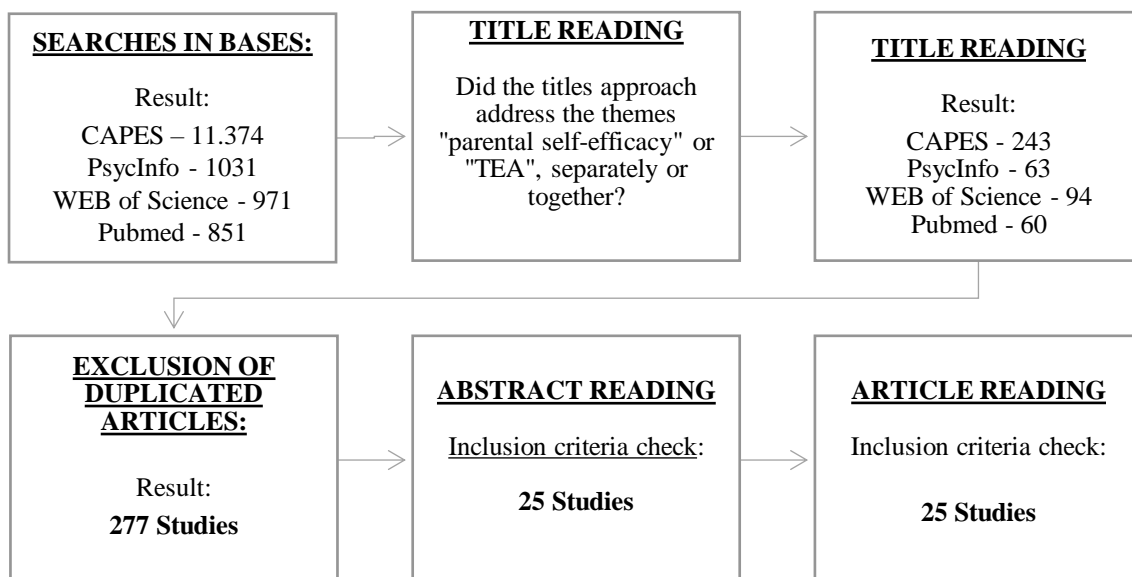 SEARCHES IN BASES:
Result:
CAPES – 11.374
PsycInfo - 1031
WEB of Science - 971
Pubmed - 851
TITLE READING
Did the titles approach
address the themes
"parental self-efficacy" or
"TEA", separately or
together?
TITLE READING
Result:
CAPES - 243
PsycInfo - 63
WEB of Science - 94
Pubmed - 60
EXCLUSION OF
DUPLICATED
ARTICLES:
Result:
277 Studies
ABSTRACT READING
Inclusion criteria check:
25 Studies
ARTICLE READING
Inclusion criteria check:
25 Studies